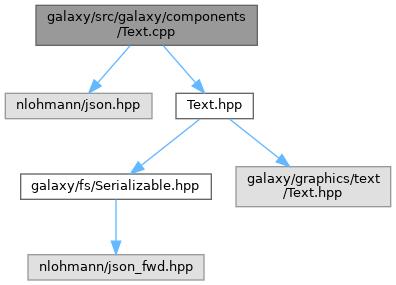 galaxy/src/galaxy/components
/Text.cpp
nlohmann/json.hpp
Text.hpp
galaxy/fs/Serializable.hpp
galaxy/graphics/text
/Text.hpp
nlohmann/json_fwd.hpp